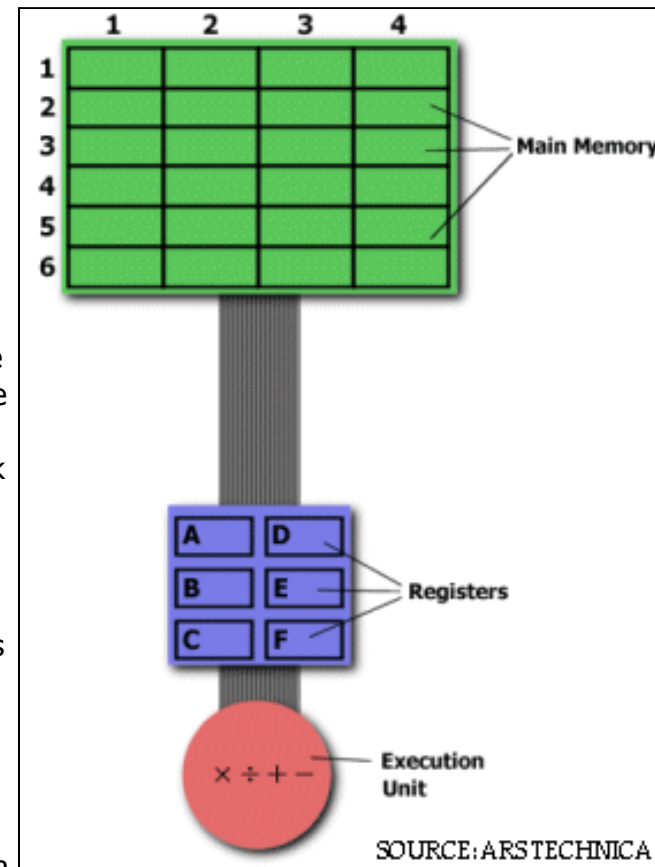 1 2 3 4
1
2
3 Main Memory
4
5
6
A D
B E Registers
C F
× ÷ + −
Execution
Unit
SOURCE:ARSTECHNICA